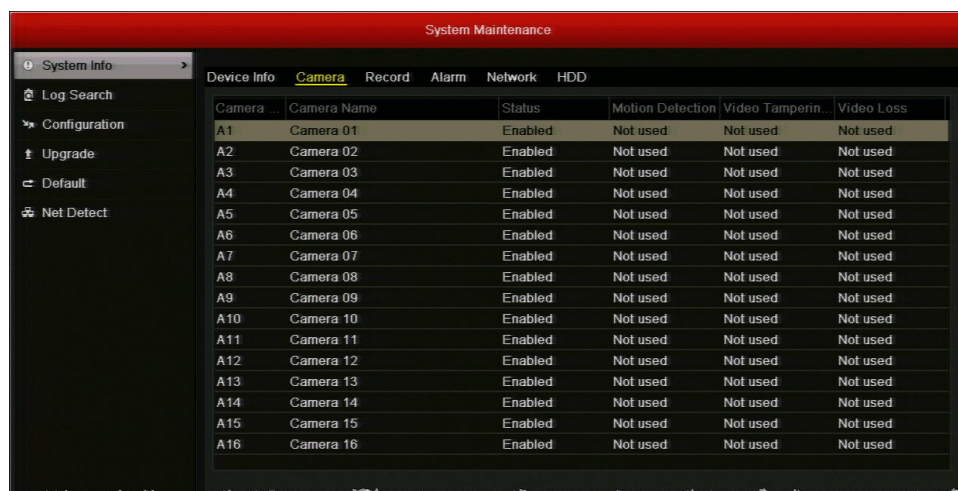 System Maintenance
System Info
Log Search
Configuration
Upgrade
Default
Net Detect
Device Info Camera Record Alarm Network HDD
Camera ... Camera Name Status Motion Detection Video Tamperin... Video Loss
A1 Camera 01 Enabled Not used Not used Not used
A2 Camera 02 Enabled Not used Not used Not used
A3 Camera 03 Enabled Not used Not used Not used
A4 Camera 04 Enabled Not used Not used Not used
A5 Camera 05 Enabled Not used Not used Not used
A6 Camera 06 Enabled Not used Not used Not used
A7 Camera 07 Enabled Not used Not used Not used
A8 Camera 08 Enabled Not used Not used Not used
A9 Camera 09 Enabled Not used Not used Not used
A10 Camera 10 Enabled Not used Not used Not used
A11 Camera 11 Enabled Not used Not used Not used
A12 Camera 12 Enabled Not used Not used Not used
A13 Camera 13 Enabled Not used Not used Not used
A14 Camera 14 Enabled Not used Not used Not used
A15 Camera 15 Enabled Not used Not used Not used
A16 Camera 16 Enabled Not used Not used Not used